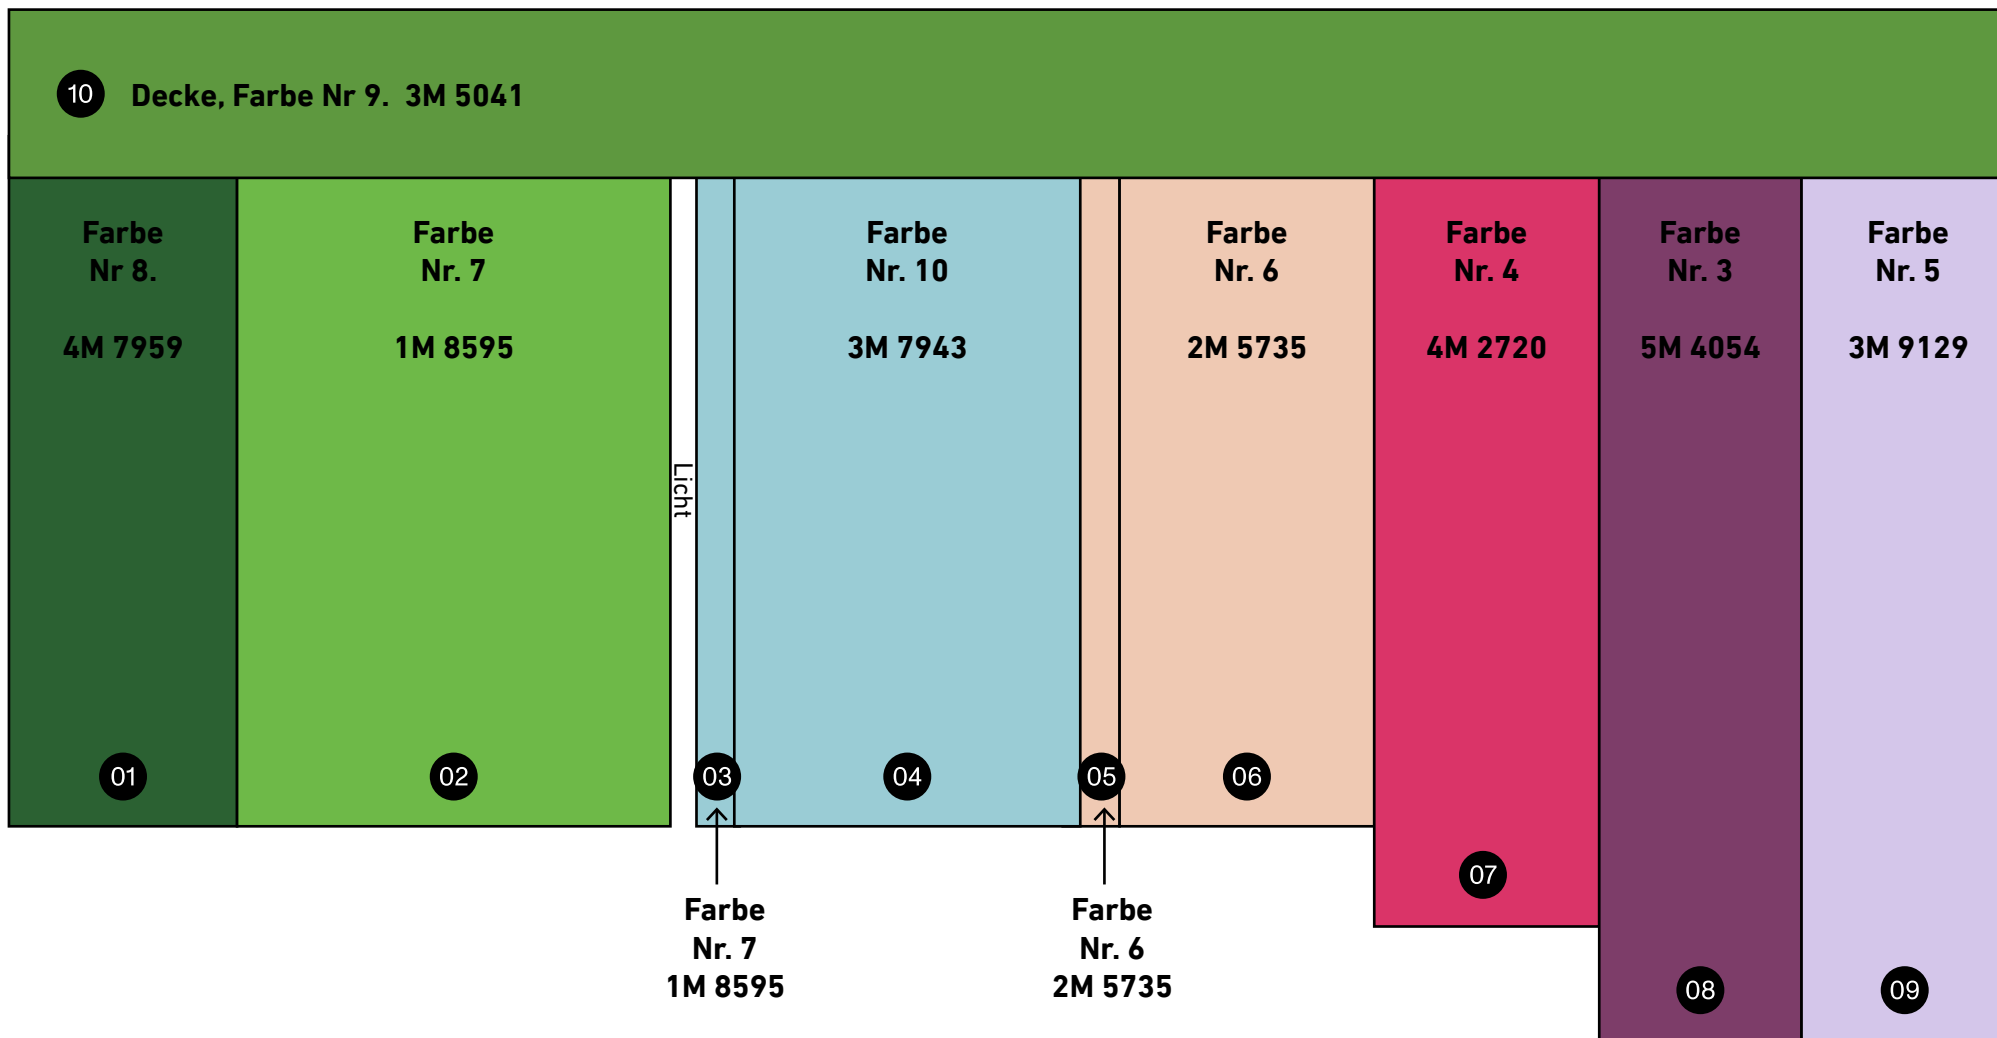 10 Decke, Farbe Nr 9. 3M 5041
Farbe
Nr 8.
4M 7959
01
Farbe
Nr. 7
1M 8595
02
Licht
03
Farbe
Nr. 7
1M 8595
Farbe
Nr. 10
3M 7943
04
05
Farbe
Nr. 6
2M 5735
Farbe
Nr. 6
2M 5735
06
Farbe
Nr. 4
4M 2720
07
Farbe
Nr. 3
5M 4054
08
Farbe
Nr. 5
3M 9129
09